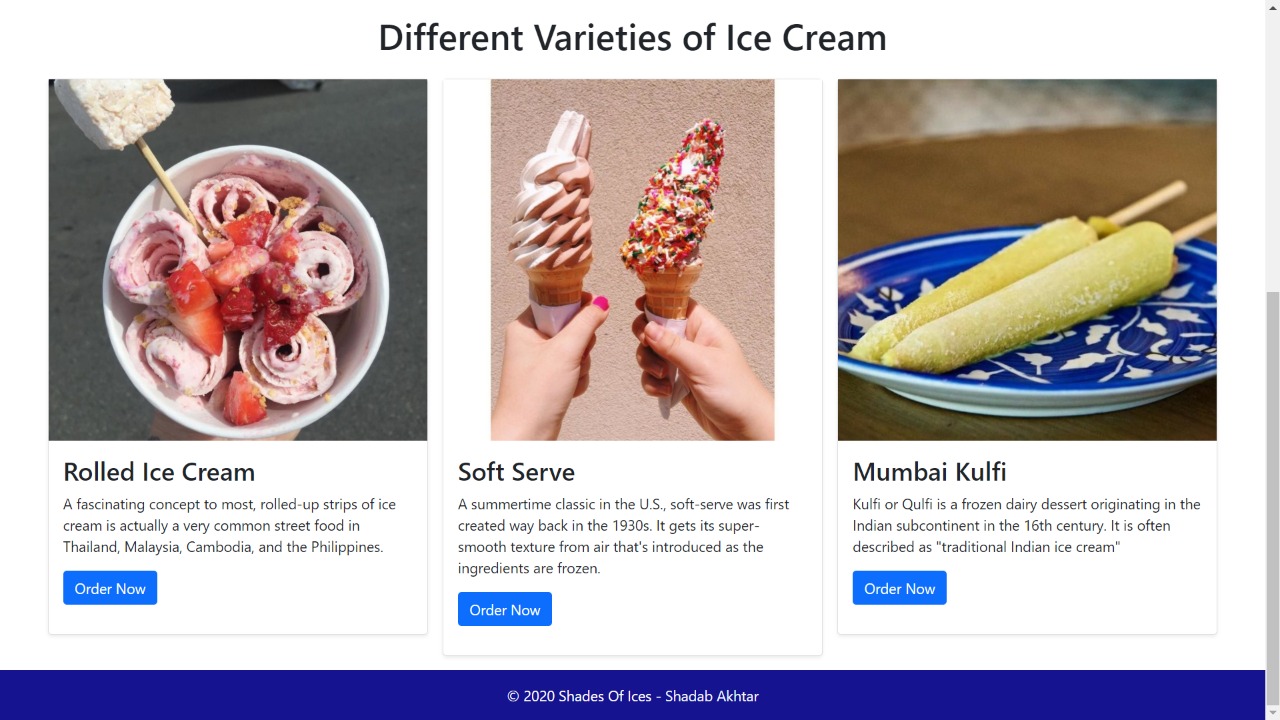 Different Varieties of Ice Cream
Rolled Ice Cream
A fascinating concept to most, rolled-up strips of ice
cream is actually a very common street food in
Thailand, Malaysia, Cambodia, and the Philippines.
Order Now
Soft Serve
A summertime classic in the U.S., soft-serve was first
created way back in the 1930s. It gets its super-
smooth texture from air that's introduced as the
ingredients are frozen.
Order Now
Mumbai Kulfi
Kulfi or Qulfi is a frozen dairy dessert originating in the
Indian subcontinent in the 16th century. It is often
described as "traditional Indian ice cream"
Order Now
© 2020 Shades Of Ices - Shadab Akhtar